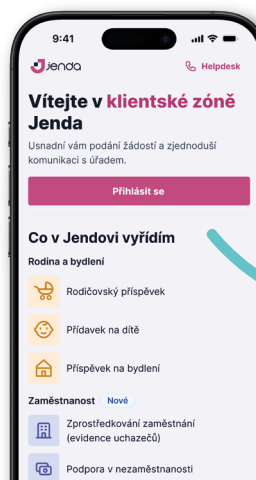 9:41
Jenda
Helpdesk
Vítejte v klientské zóně
Jenda
Usnadní vám podání žádostí a zjednoduší
komunikaci s úřadem.
Přihlásit se
Co v Jendovi vyřídím
Rodina a bydlení
Rodičovský příspěvek
Přídavek na dítě
Příspěvek na bydlení
Zaměstnanost Nové
Zprostředkování zaměstnání
(evidence uchazečů)
Podpora v nezaměstnanosti